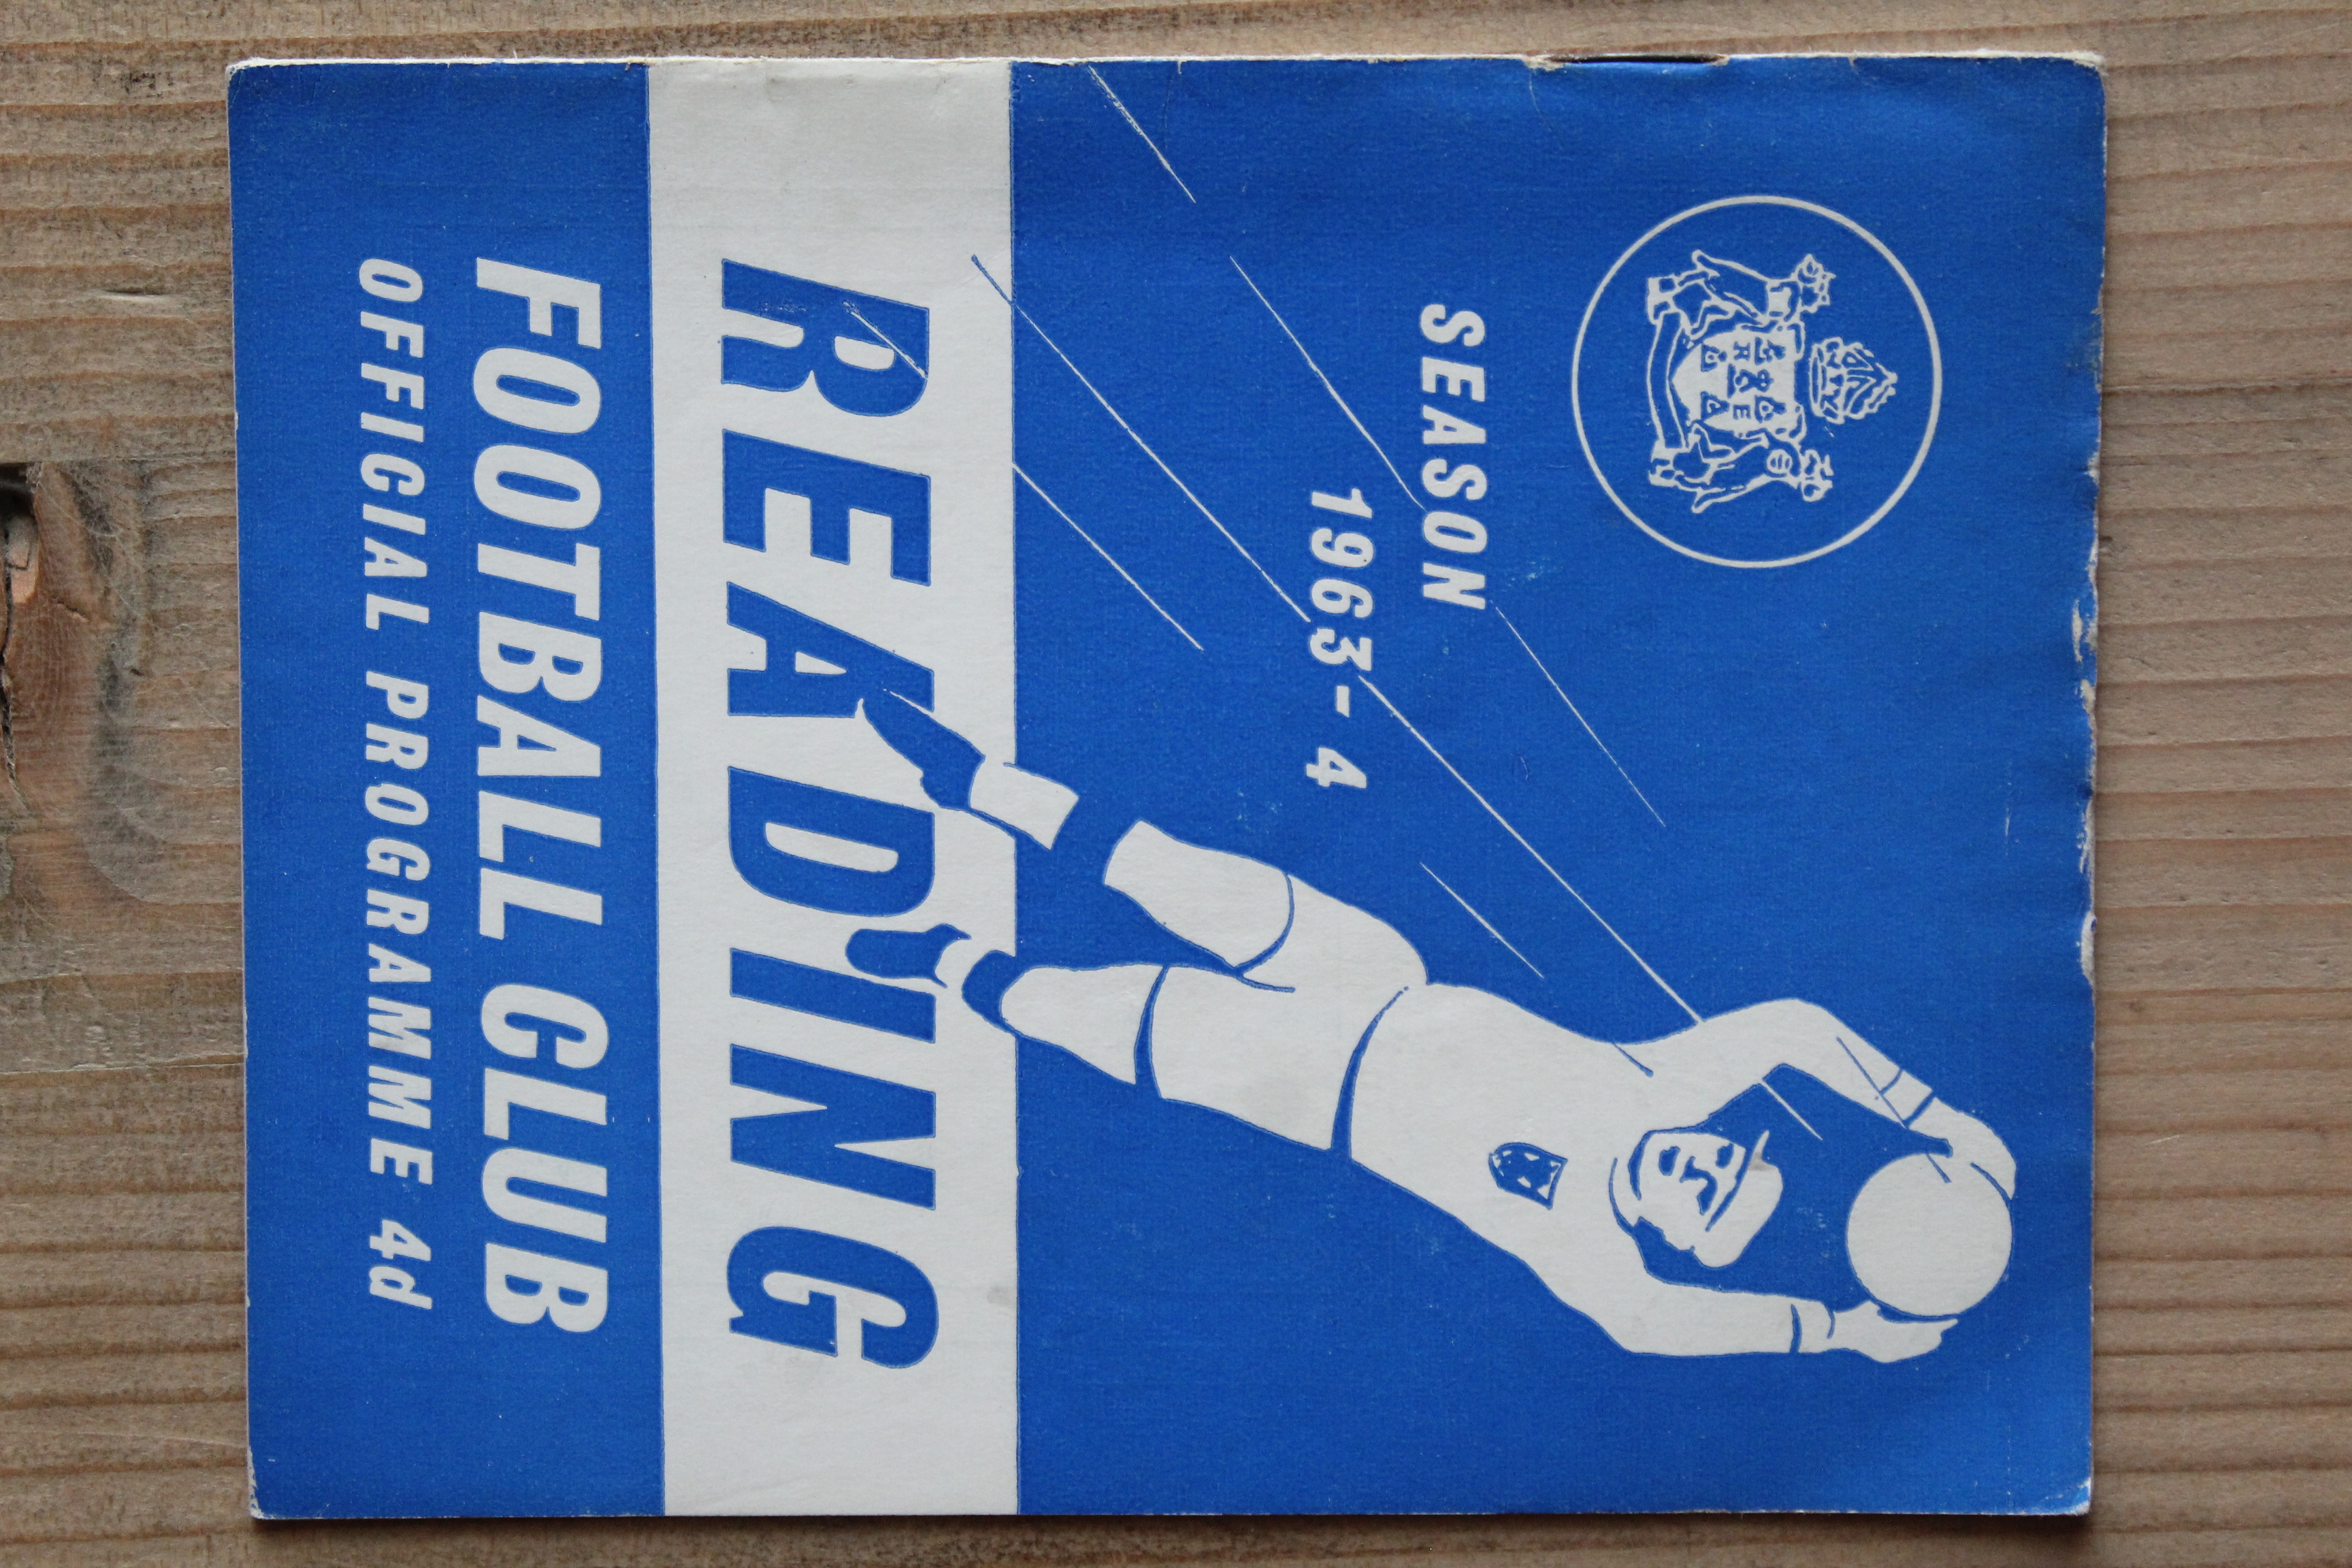 SEASON
1963-4
READING
FOOTBALL CLUB
OFFICIAL PROGRAMME 4d